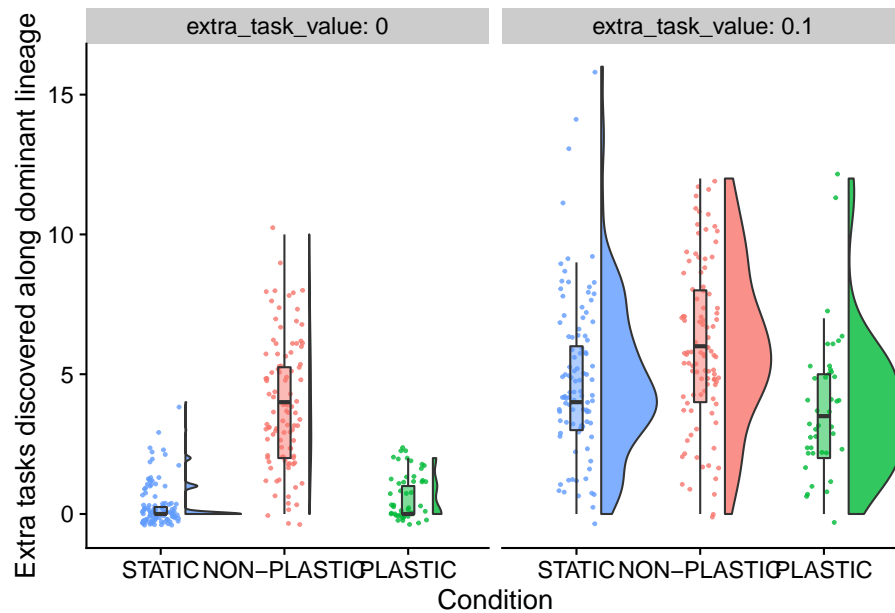 extra_task_value: 0
extra_task_value: 0.1
Extra tasks discovered along dominant lineage
15
10
5
0
STATIC NON−PLASTIC PLASTIC
STATIC NON−PLASTIC PLASTIC
Condition